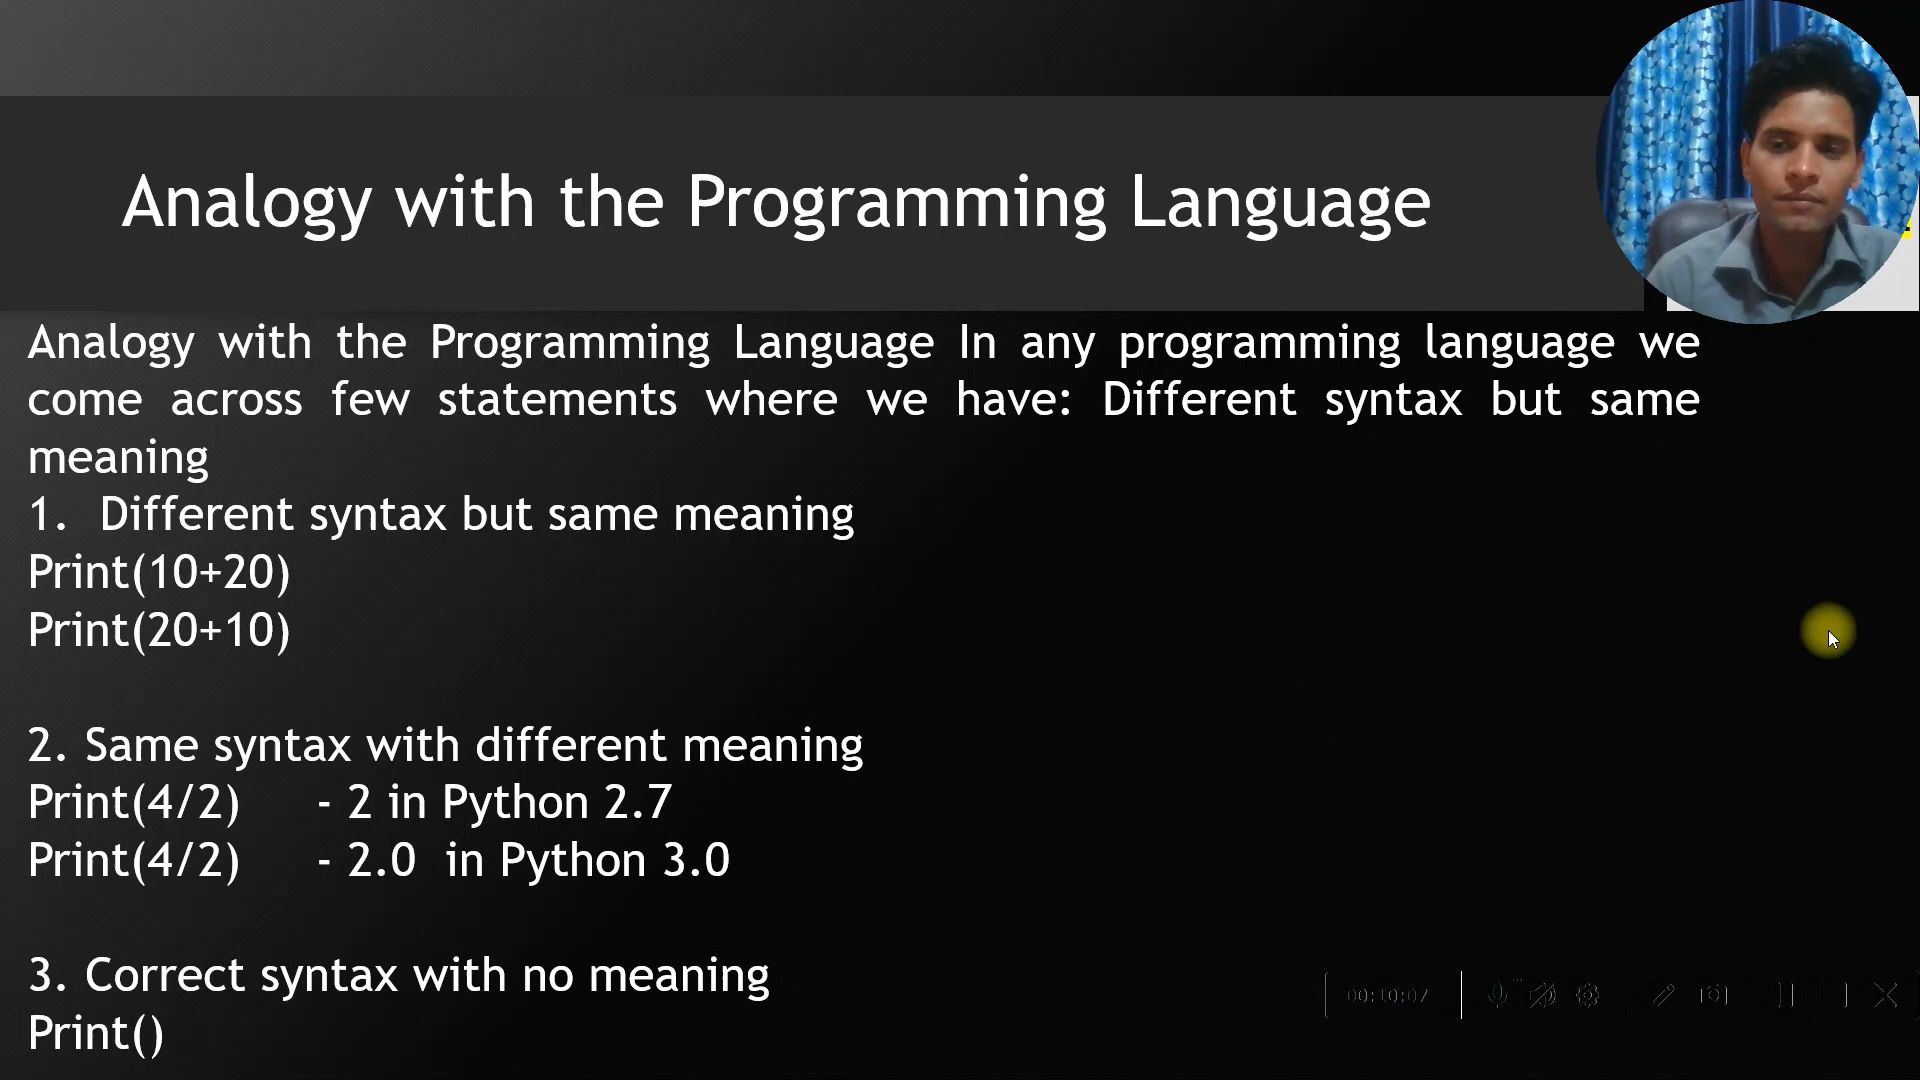 Analogy with the Programming Language
Analogy with the Programming Language In any programming language we
come across few statements where we have: Different syntax but same
meaning
1. Different syntax but same meaning
Print(10+20)
Print(20+10)
2. Same syntax with different meaning
Print(4/2) - 2 in Python 2.7
Print(4/2) - 2.0 in Python 3.0
3. Correct syntax with no meaning
Print()
00:10:07